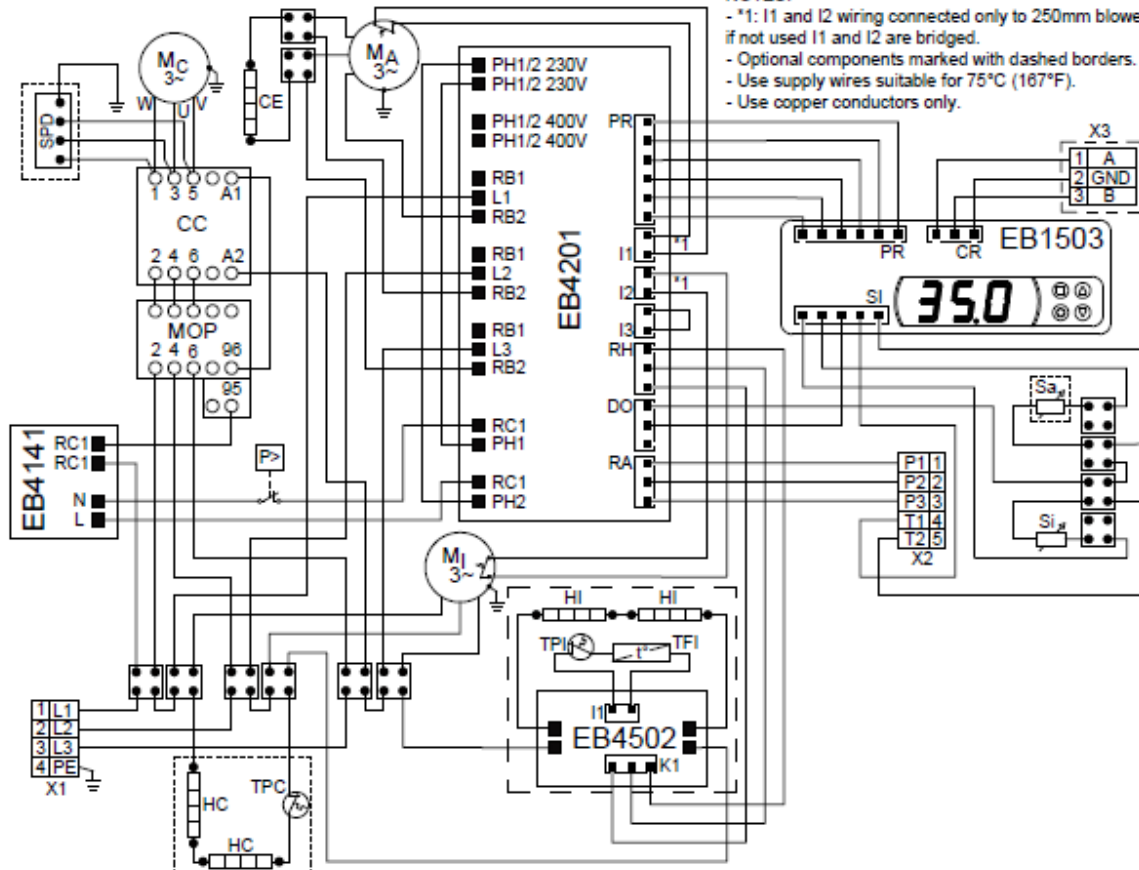 NOTES:
- *1: I1 and I2 wiring connected only to 250mm blowe
if not used I1 and I2 are bridged.
- Optional components marked with dashed borders.
- Use supply wires suitable for 75°C (167°F).
- Use copper conductors only.
MC
3~
W
U
V
SPD
CE
MA
3~
1 3 5 A1
CC
2 4 6 A2
MOP
2 4 6 96
95
EB4141
RC1
RC1
N
L
P>
EB4201
PH1/2 230V
PH1/2 230V
PH1/2 400V
PH1/2 400V
RB1
L1
RB2
RB1
L2
RB2
RB1
L3
RB2
RC1
PH1
RC1
PH2
PR
I1
*1
I2
*1
I3
RH
DO
RA
X3
1 A
2 GND
3 B
PR
CR
EB1503
SI
35.0
Sa
Si
P1 1
P2 2
P3 3
T1 4
T2 5
X2
MI
3~
HI
HI
TPI
t°
TFI
I1
EB4502
K1
1 L1
2 L2
3 L3
4 PE
X1
HC
TPC
HC